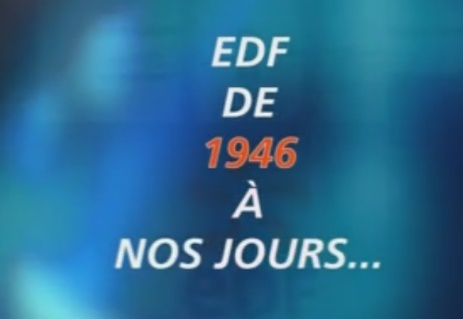 EDF
DE
1946
À
NOS JOURS...